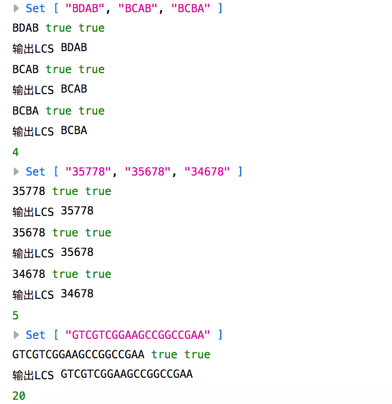 ▶ Set [ "BDAB", "BCAB", "BCBA" ]
BDAB true true
输出LCS BDAB
BCAB true true
输出LCS BCAB
BCBA true true
输出LCS BCBA
4
▶ Set [ "35778", "35678", "34678" ]
35778 true true
输出LCS 35778
35678 true true
输出LCS 35678
34678 true true
输出LCS 34678
5
▶ Set [ "GTCGTCGGAAGCCGGCCGAA" ]
GTCGTCGGAAGCCGGCCGAA true true
输出LCS GTCGTCGGAAGCCGGCCGAA
20